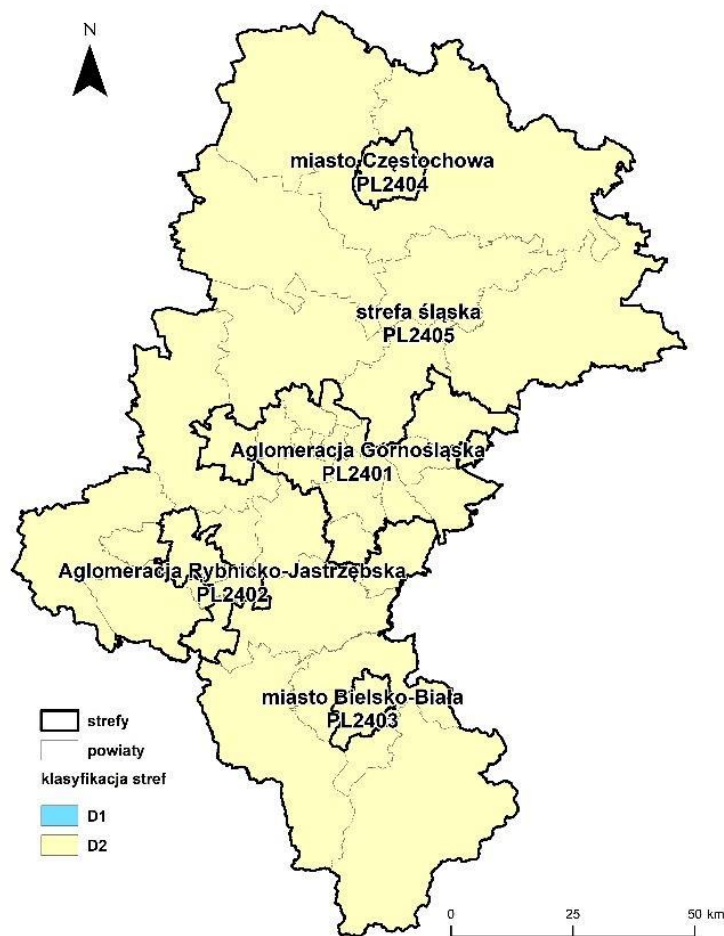 N
miasto Częstochowa
PL2404
strefa śląska
PL2405
Aglomeracja Górnośląska
PL2401
Aglomeracja Rybnicko-Jastrzębska
PL2402
miasto Bielsko-Biała
PL2403
strefy
powiaty
klasyfikacja stref
D1
D2
0 25 50 km